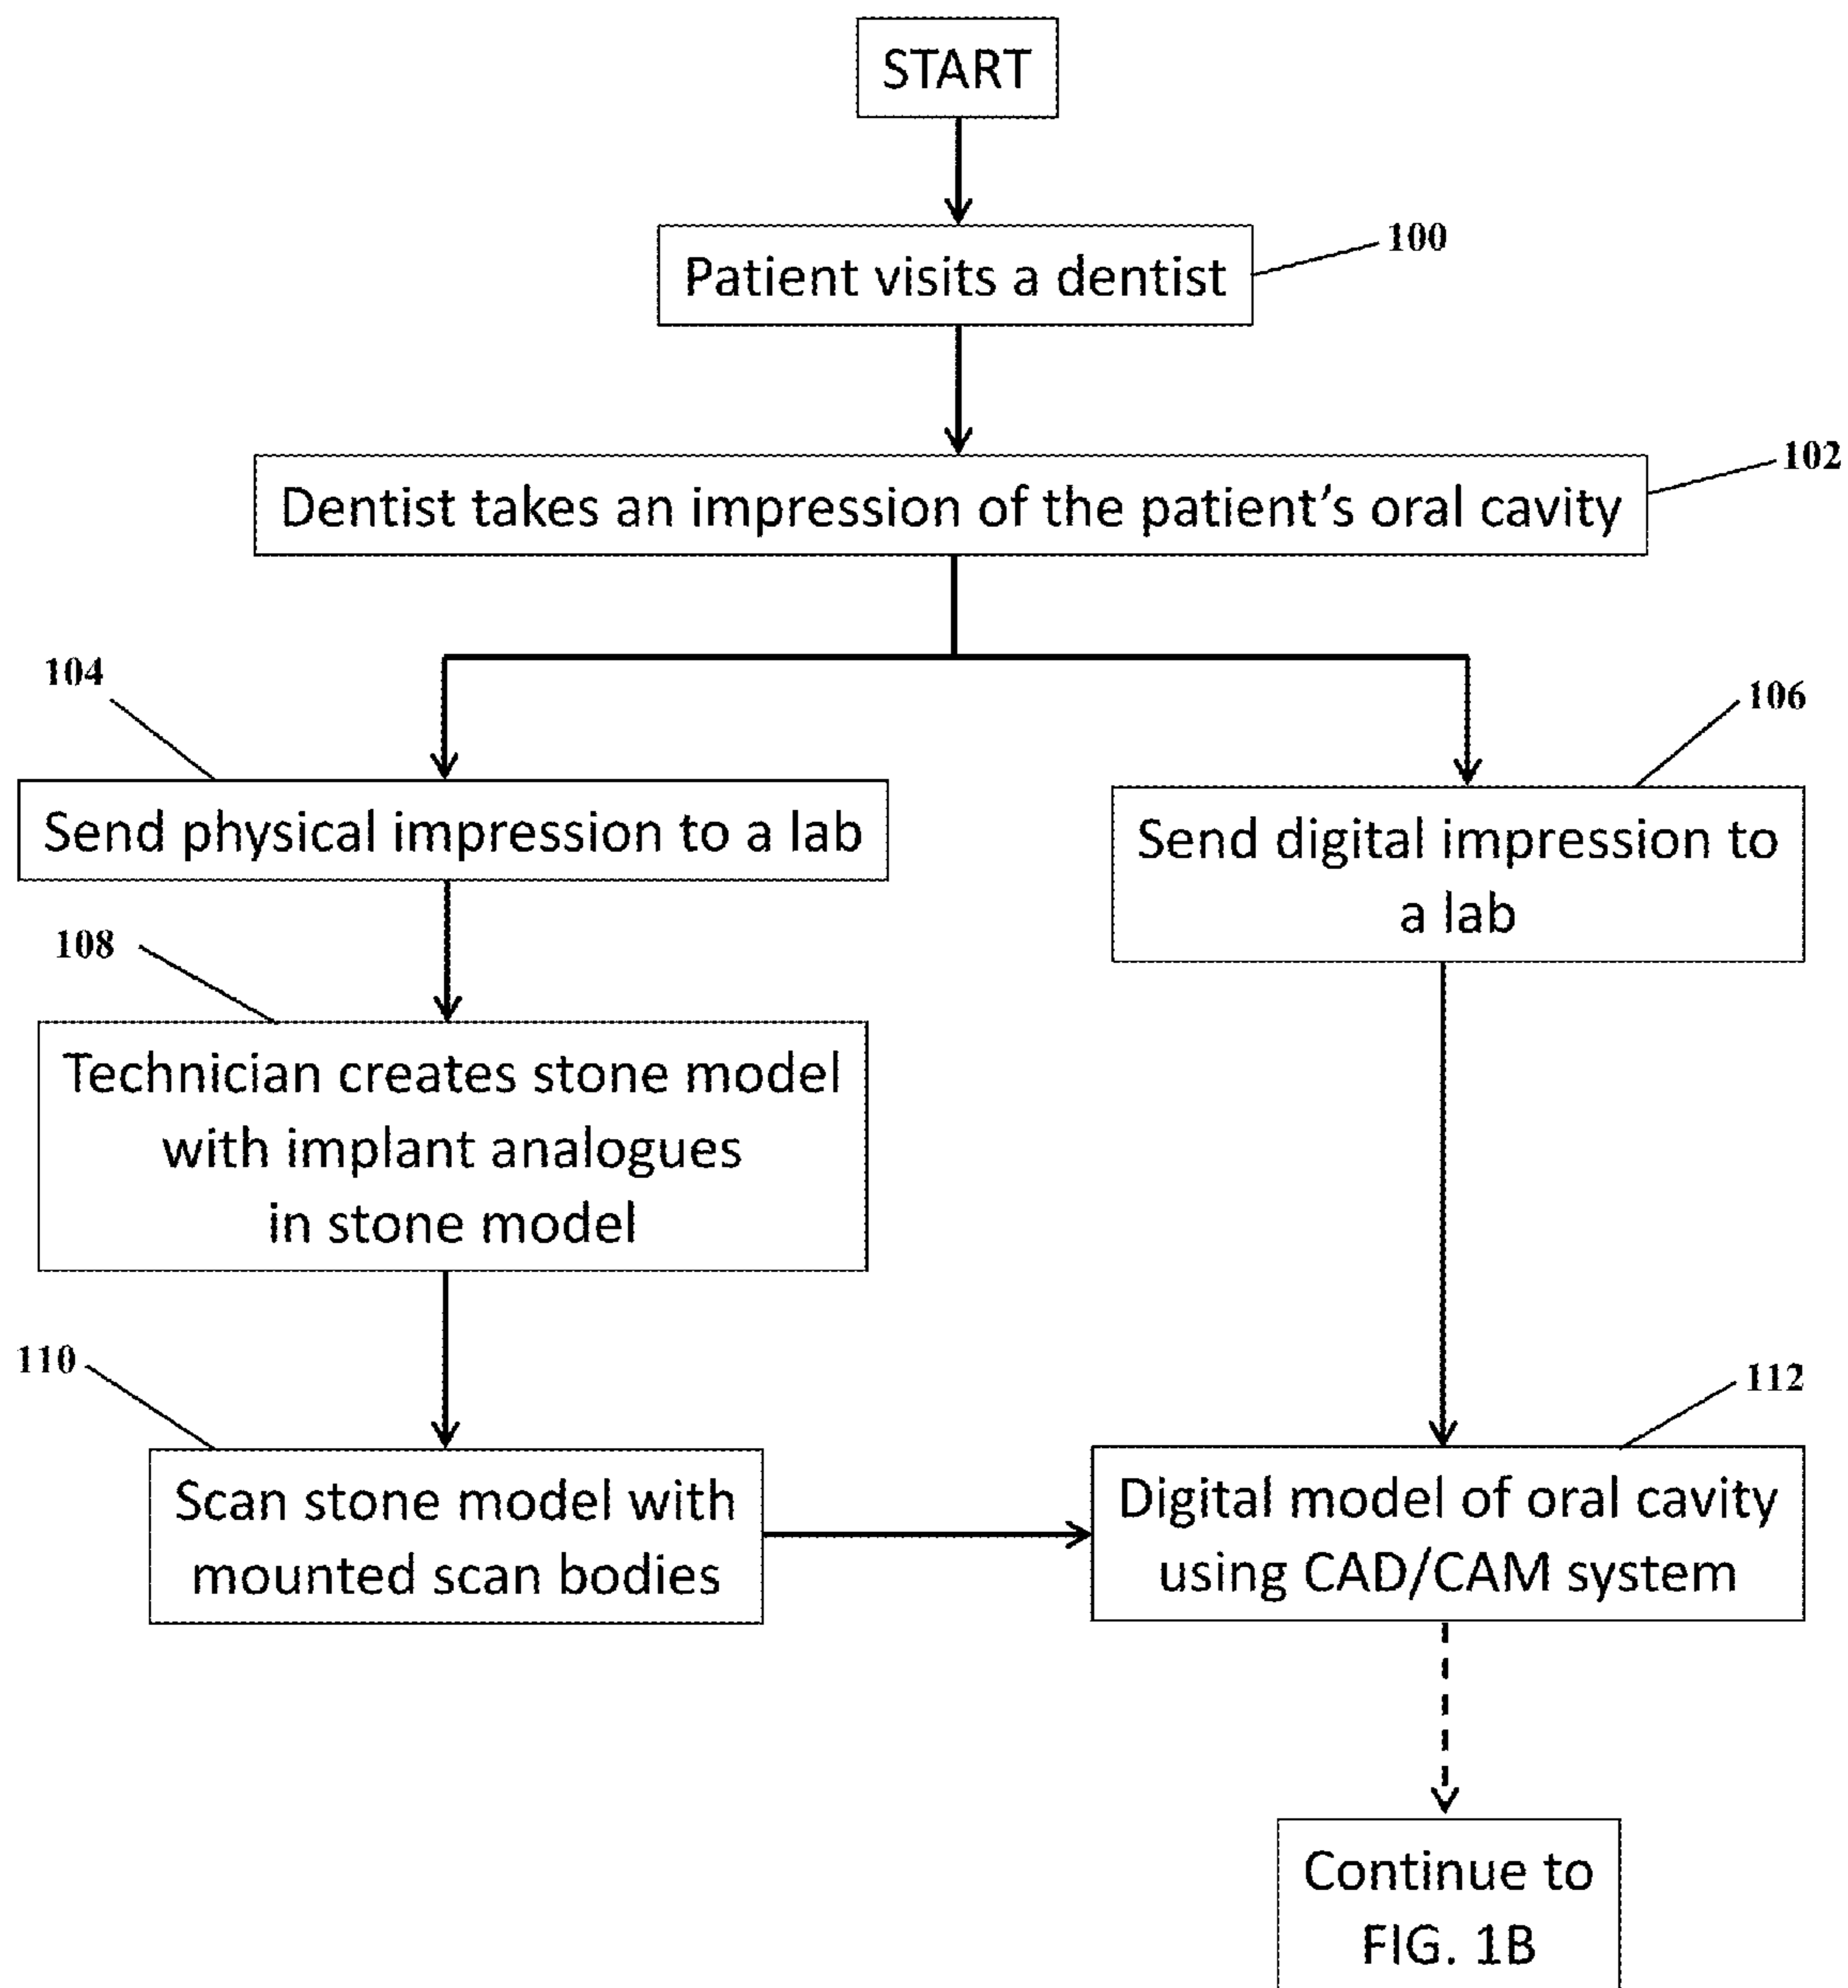 START
100
Patient visits a dentist
102
Dentist takes an impression of the patient’s oral cavity
104
106
Send physical impression to a lab
Send digital impression to
a lab
108
Technician creates stone model
with implant analogues
in stone model
110
112
Scan stone model with
mounted scan bodies
Digital model of oral cavity
using CAD/CAM system
Continue to
FIG. 1B